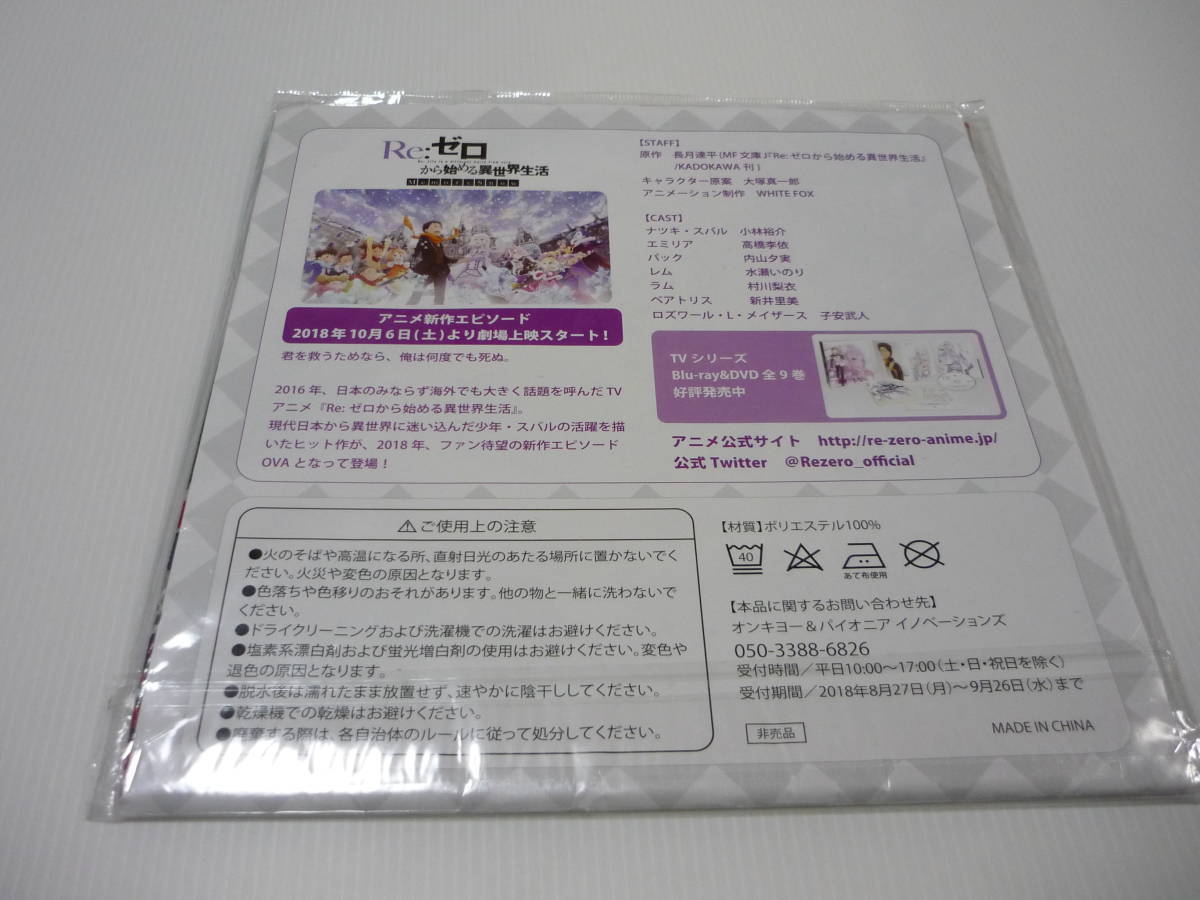 Re:ゼロ
Re: Life in a different world from zero
から始める異世界生活
Memory Snow
アニメ新作エピソード
2018年10月6日(土)より劇場上映スタート!
君を救うためなら、俺は何度でも死ぬ。
2016年、日本のみならず海外でも大きく話題を呼んだTV
アニメ『Re:ゼロから始める異世界生活』。
現代日本から異世界に迷い込んだ少年・スバルの活躍を描
いたヒット作が、2018年、ファン待望の新作エピソード
OVAとなって登場!
【STAFF】
原作 長月達平(MF文庫J『Re:ゼロから始める異世界生活』
/KADOKAWA刊)
キャラクター原案 大塚真一郎
アニメーション制作 WHITE FOX
【CAST】
ナツキ・スバル 小林裕介
エミリア 高橋李依
パック 内山夕実
レム 水瀬いのり
ラム 村川梨衣
ベアトリス 新井里美
ロズワール・L・メイザース 子安武人
TVシリーズ
Blu-ray&DVD全9巻
好評発売中
アニメ公式サイト http://re-zero-anime.jp/
公式Twitter @Rezero_official
⚠ご使用上の注意
●火のそばや高温になる所、直射日光のあたる場所に置かないでく
ださい。火災や変色の原因となります。
●色落ちや色移りのおそれがあります。他の物と一緒に洗わないで
ください。
●ドライクリーニングおよび洗濯機での洗濯はお避けください。
●塩素系漂白剤および蛍光増白剤の使用はお避けください。変色や
退色の原因となります。
●脱水後は濡れたまま放置せず、速やかに陰干ししてください。
●乾燥機での乾燥はお避けください。
●廃棄する際は、各自治体のルールに従って処分してください。
【材質】ポリエステル100%
40
あて布使用
【本品に関するお問い合わせ先】
オンキヨー&パイオニア イノベーションズ
050-3388-6826
受付時間/平日10:00~17:00(土・日・祝日を除く)
受付期間/2018年8月27日(月)~9月26日(水)まで
非売品
MADE IN CHINA